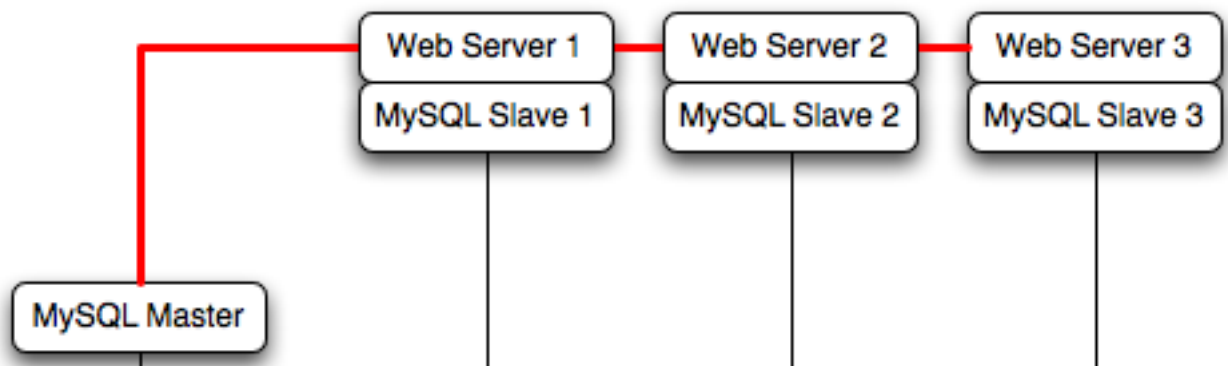 Web Server 1
Web Server 2
Web Server 3
MySQL Slave 1
MySQL Slave 2
MySQL Slave 3
MySQL Master